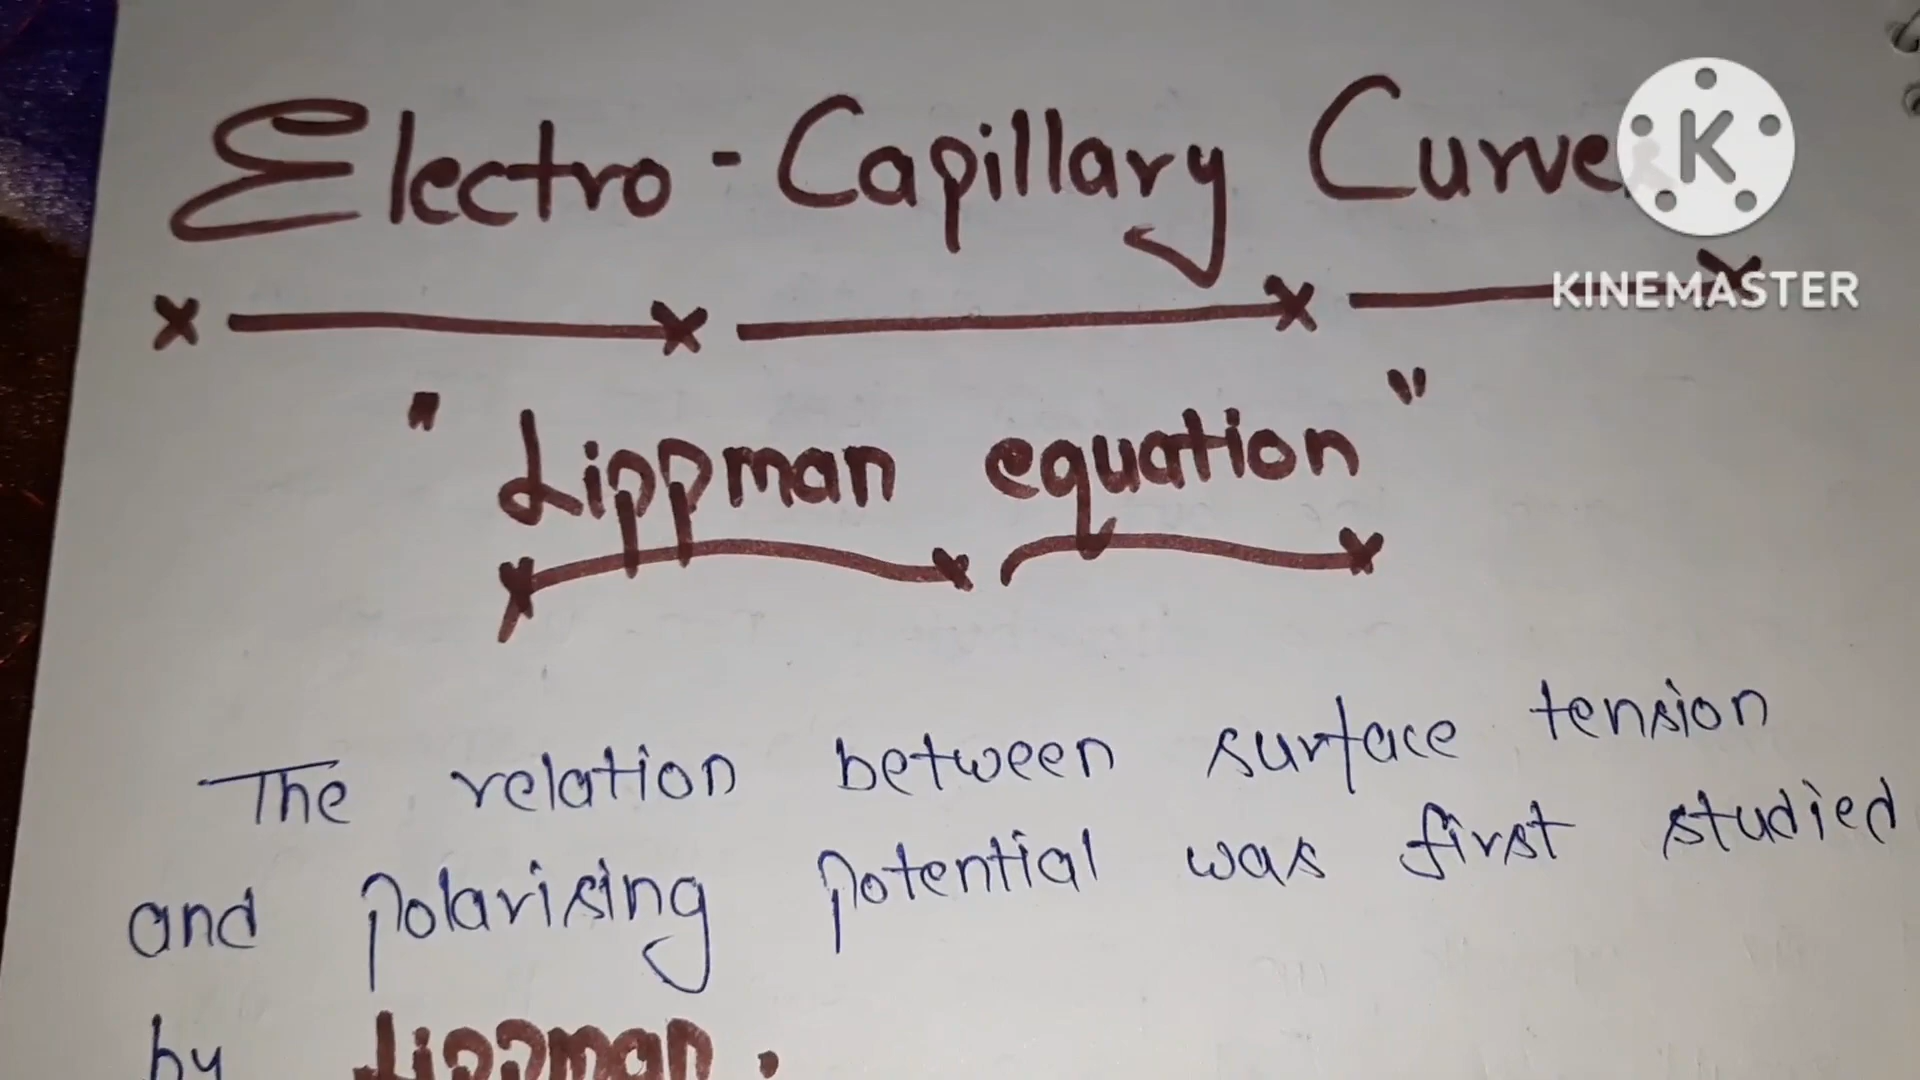 Electro - Capillary Curve
K
KINEMASTER
" Lippman equation "
The relation between surface tension
and polarising potential was first studied
by Lippman.